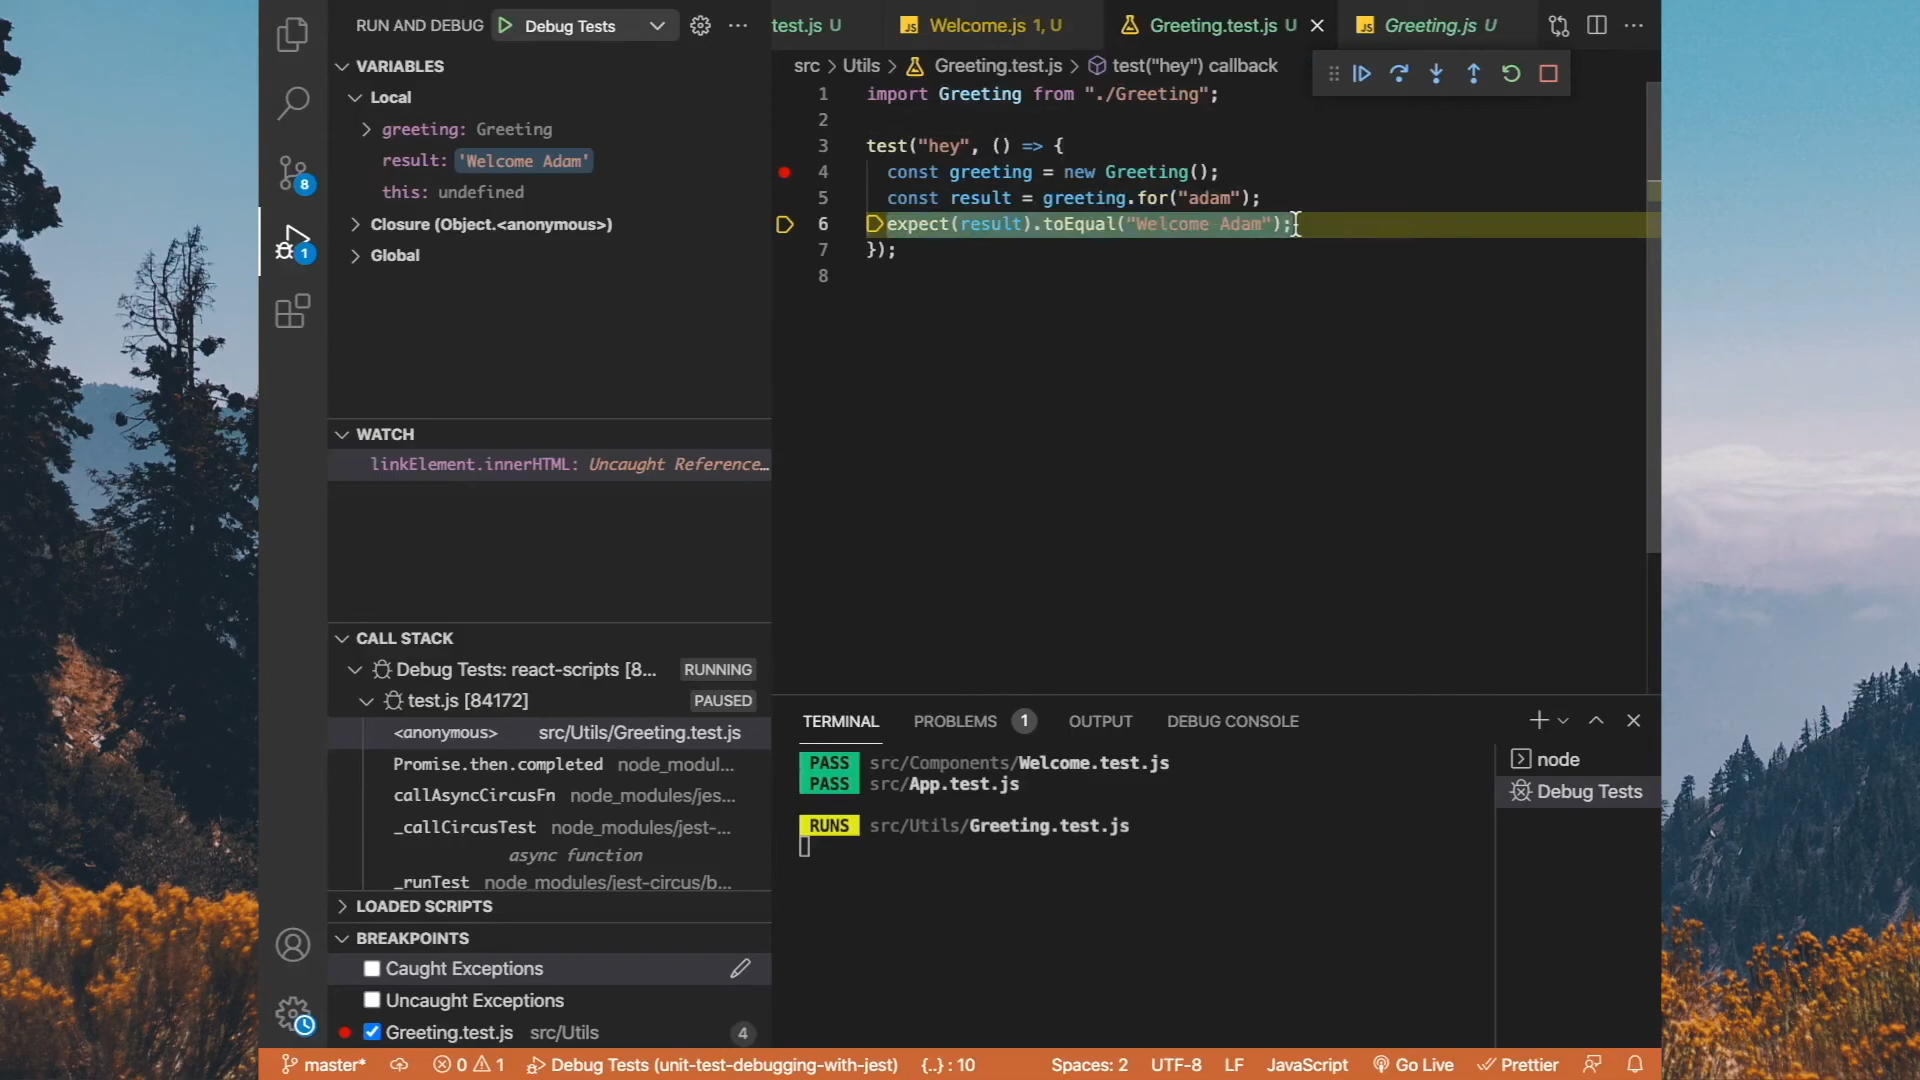 RUN AND DEBUG Debug Tests
test.js U Welcome.js 1, U Greeting.test.js U Greeting.js U
VARIABLES
Local
greeting: Greeting
result: 'Welcome Adam'
this: undefined
Closure (Object.<anonymous>)
Global
WATCH
linkElement.innerHTML: Uncaught Reference…
CALL STACK
Debug Tests: react-scripts [8... RUNNING
test.js [84172] PAUSED
<anonymous> src/Utils/Greeting.test.js
Promise.then.completed node_modul...
callAsyncCircusFn node_modules/jes...
_callCircusTest node_modules/jest-...
async function
_runTest node_modules/jest-circus/b...
LOADED SCRIPTS
BREAKPOINTS
Caught Exceptions
Uncaught Exceptions
Greeting.test.js src/Utils 4
8
1
src > Utils > Greeting.test.js > test("hey") callback
1 import Greeting from "./Greeting";
2
3 test("hey", () => {
4 const greeting = new Greeting();
5 const result = greeting.for("adam");
6 expect(result).toEqual("Welcome Adam");
7 });
8
TERMINAL PROBLEMS 1 OUTPUT DEBUG CONSOLE
PASS src/Components/Welcome.test.js
PASS src/App.test.js
RUNS src/Utils/Greeting.test.js
node
Debug Tests
master* 0 1 Debug Tests (unit-test-debugging-with-jest) {..} : 10 Spaces: 2 UTF-8 LF JavaScript Go Live Prettier